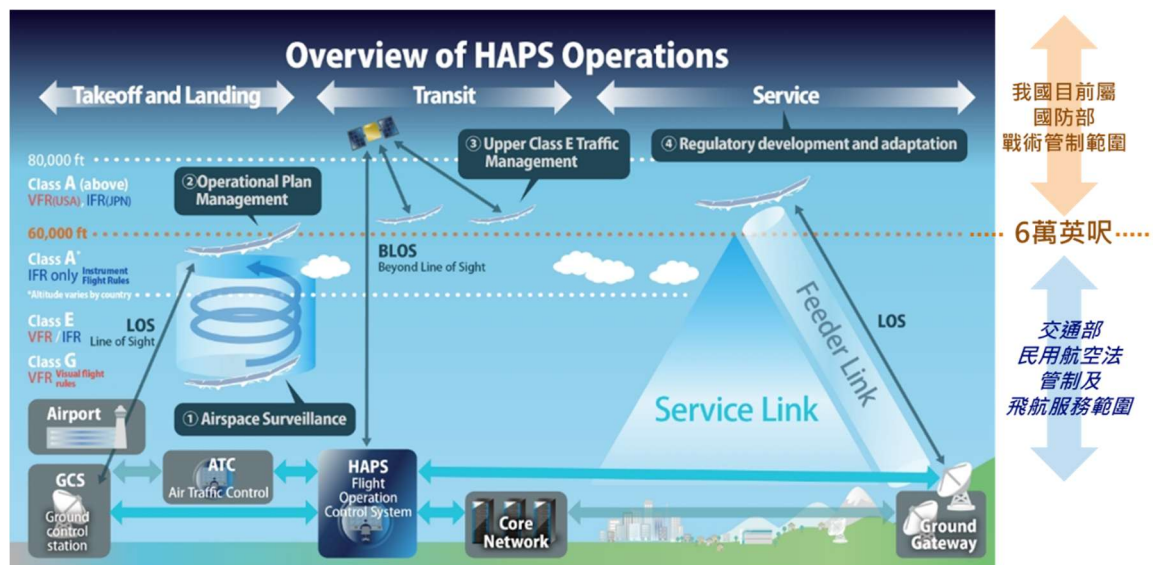 Overview of HAPS Operations
Takeoff and Landing
Transit
Service
80,000 ft
Class A (above)
VFR(USA), IFR(JPN)
② Operational Plan
Management
③ Upper Class E Traffic
Management
④ Regulatory development and adaptation
60,000 ft
Class A*
IFR only Instrument
Flight Rules
*Altitude varies by country
BLOS
Beyond Line of Sight
Class E
VFR / IFR
LOS
Line of Sight
Class G
VFR Visual flight
rules
① Airspace Surveillance
Service Link
Feeder Link
LOS
Airport
GCS
Ground
control
station
ATC
Air Traffic Control
HAPS
Flight
Operation
Control System
Core
Network
Ground
Gateway
我國目前屬
國防部
戰術管制範圍
6萬英呎
交通部
民用航空法
管制及
飛航服務範圍